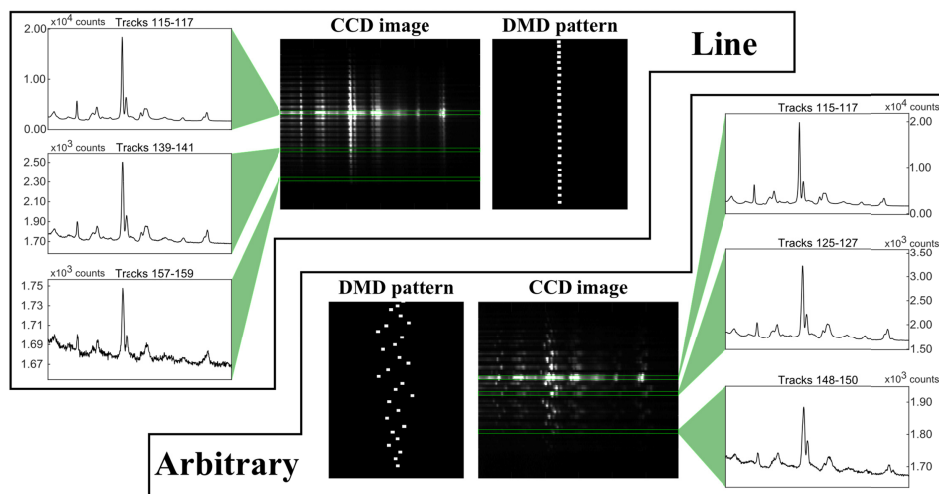 Line
CCD image
DMD pattern
x10⁴ counts
Tracks 115-117
2.00
1.00
0.00
x10³ counts
Tracks 139-141
2.50
2.30
1.90
1.70
x10³ counts
Tracks 157-159
1.75
1.73
1.71
1.69
1.67
Arbitrary
DMD pattern
CCD image
Tracks 115-117
x10⁴ counts
2.00
1.00
0.00
Tracks 125-127
x10³ counts
3.50
2.50
2.00
1.50
Tracks 148-150
x10³ counts
1.90
1.80
1.70